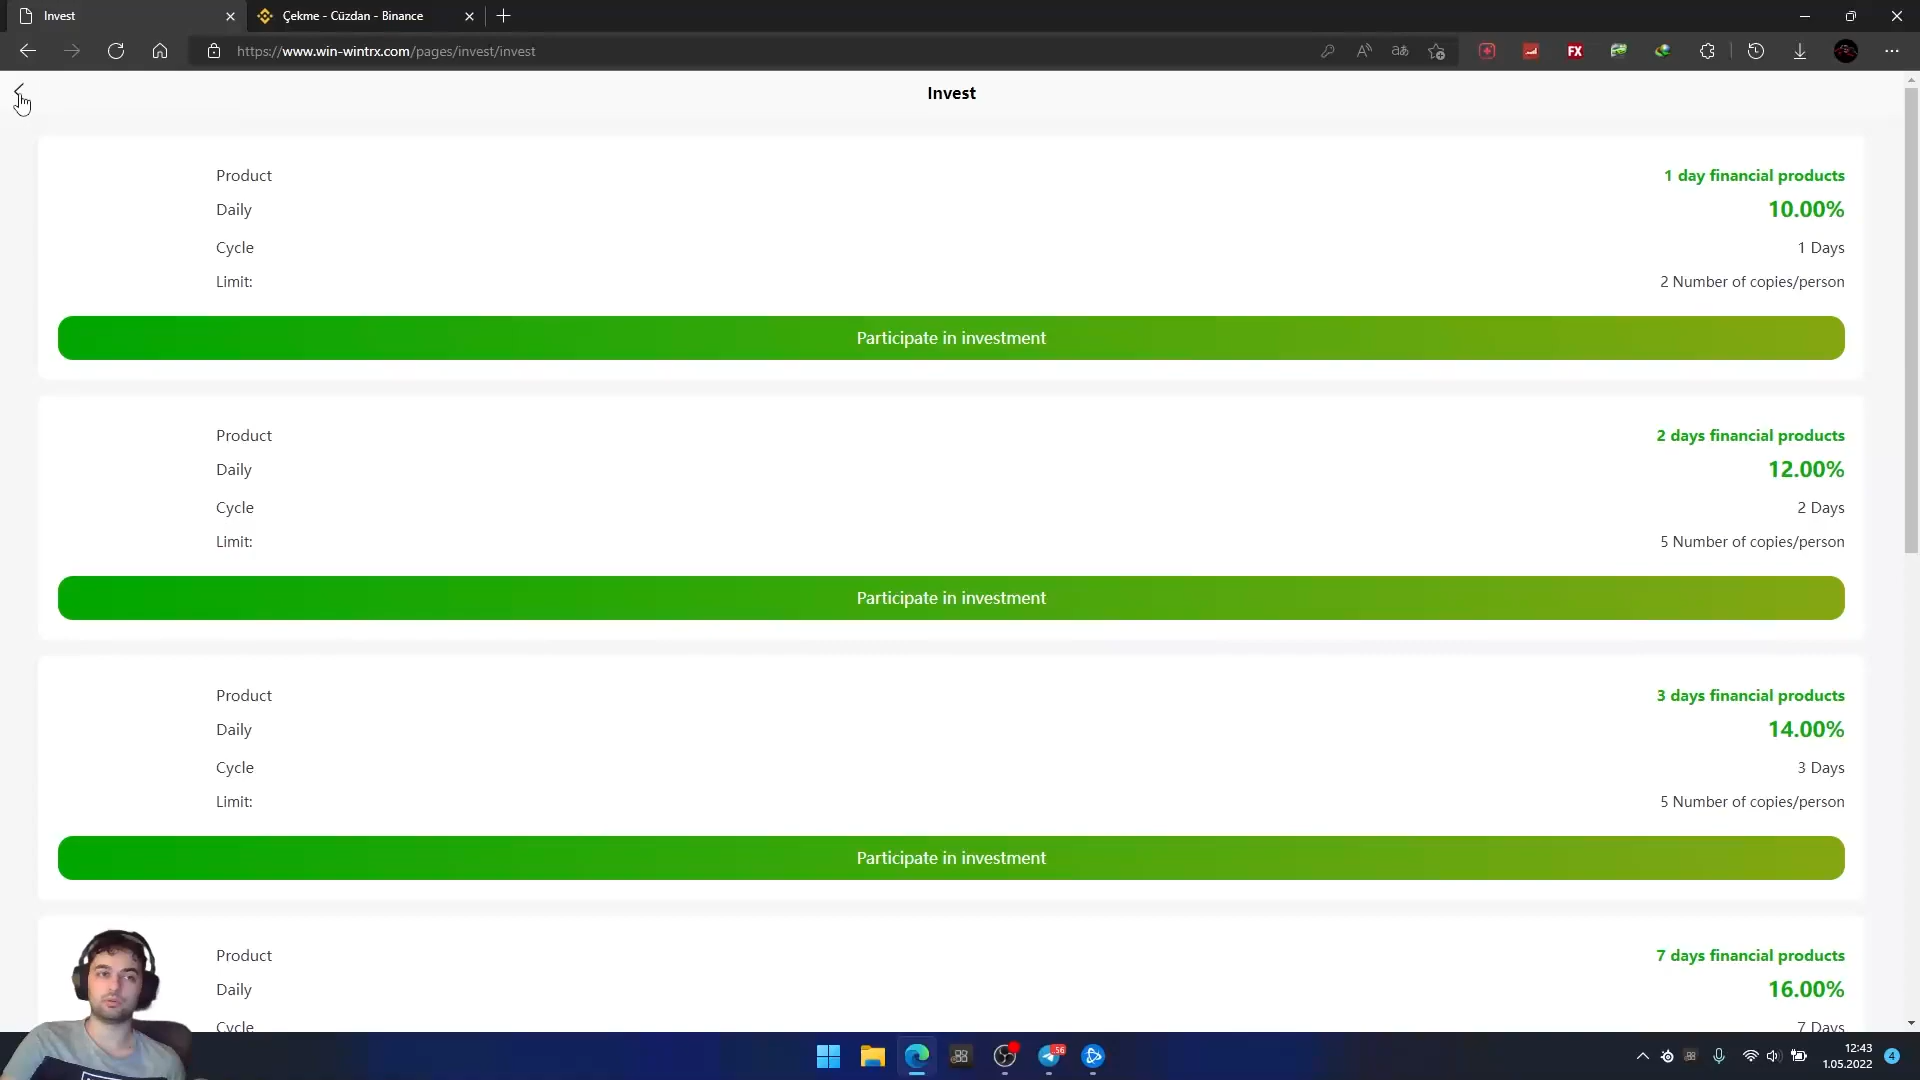 Invest
Çekme - Cüzdan - Binance
https://www.win-wintrx.com/pages/invest/invest
Invest
Product
1 day financial products
Daily
10.00%
Cycle
1 Days
Limit:
2 Number of copies/person
Participate in investment
Product
2 days financial products
Daily
12.00%
Cycle
2 Days
Limit:
5 Number of copies/person
Participate in investment
Product
3 days financial products
Daily
14.00%
Cycle
3 Days
Limit:
5 Number of copies/person
Participate in investment
Product
7 days financial products
Daily
16.00%
Cycle
7 Days
FX
56
12:43
1.05.2022
4